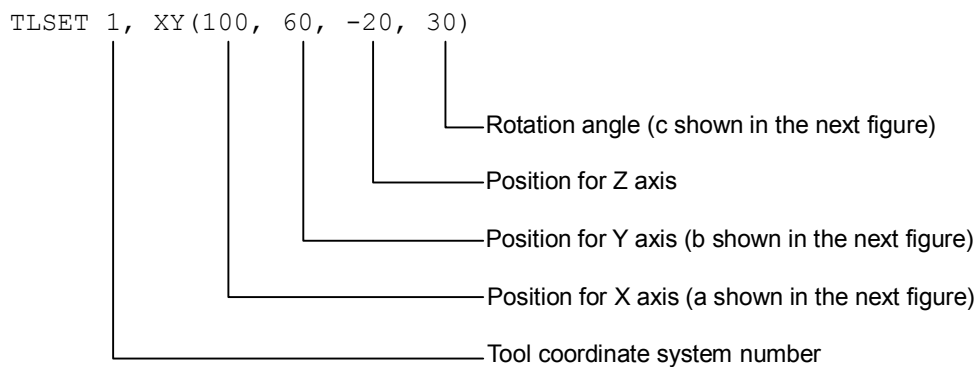 TLSET 1, XY(100, 60, -20, 30)
Rotation angle (c shown in the next figure)
Position for Z axis
Position for Y axis (b shown in the next figure)
Position for X axis (a shown in the next figure)
Tool coordinate system number